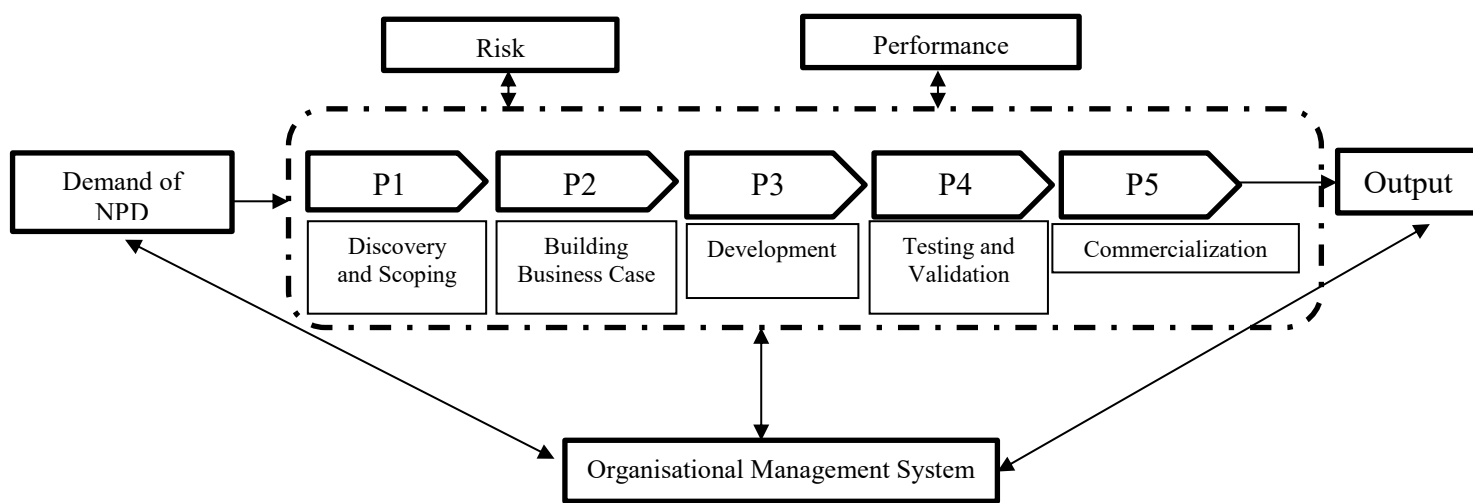 Risk
Performance
Demand of
NPD
P1
P2
P3
P4
P5
Output
Discovery
and Scoping
Building
Business Case
Development
Testing and
Validation
Commercialization
Organisational Management System